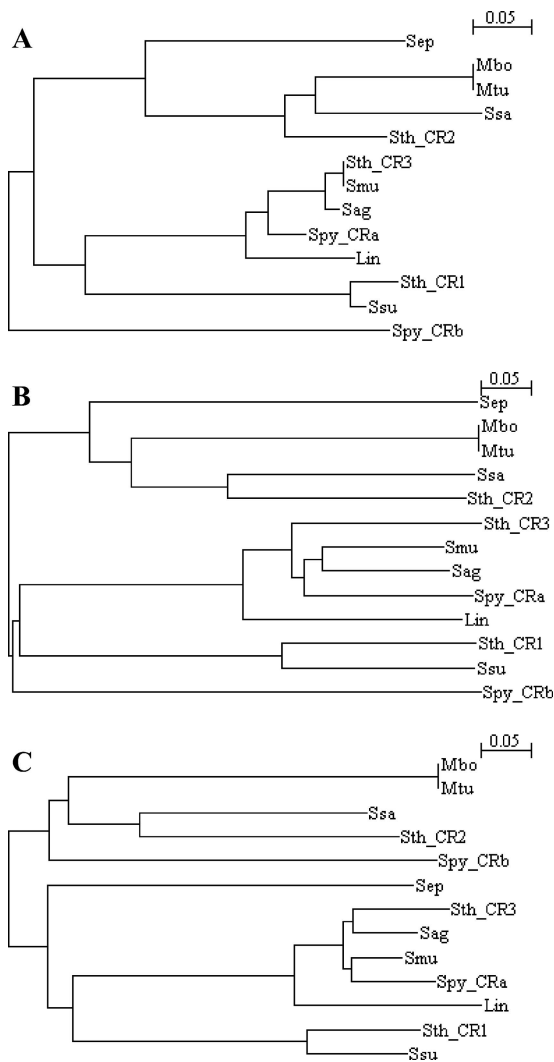 A
0.05
Sep
Mbo
Mtu
Ssa
Sth_CR2
Sth_CR3
Smu
Sag
Spy_CRa
Lin
Sth_CR1
Ssu
Spy_CRb
B
0.05
Sep
Mbo
Mtu
Ssa
Sth_CR2
Sth_CR3
Smu
Sag
Spy_CRa
Lin
Sth_CR1
Ssu
Spy_CRb
C
0.05
Mbo
Mtu
Ssa
Sth_CR2
Spy_CRb
Sep
Sth_CR3
Sag
Smu
Spy_CRa
Lin
Sth_CR1
Ssu